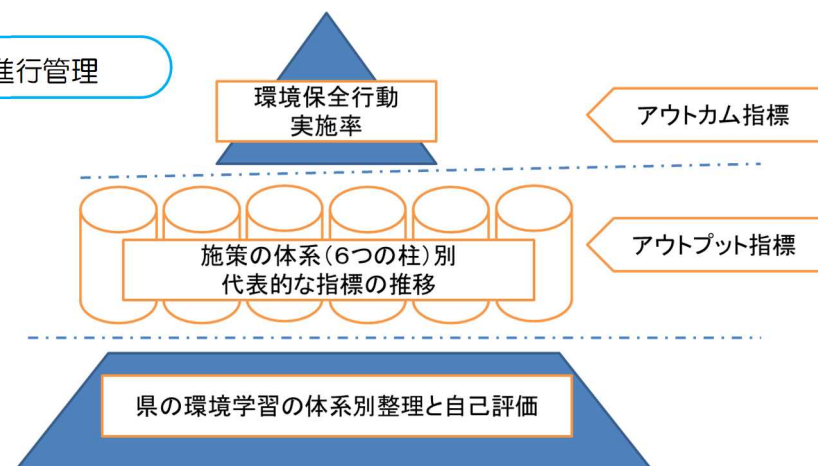 進行管理
環境保全行動
実施率
アウトカム指標
施策の体系(6つの柱)別
代表的な指標の推移
アウトプット指標
県の環境学習の体系別整理と自己評価